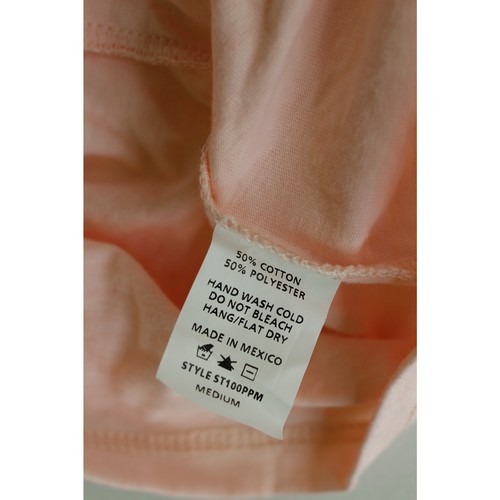 50% COTTON
50% POLYESTER
HAND WASH COLD
DO NOT BLEACH
HANG/FLAT DRY
MADE IN MEXICO
STYLE ST100PPM
MEDIUM